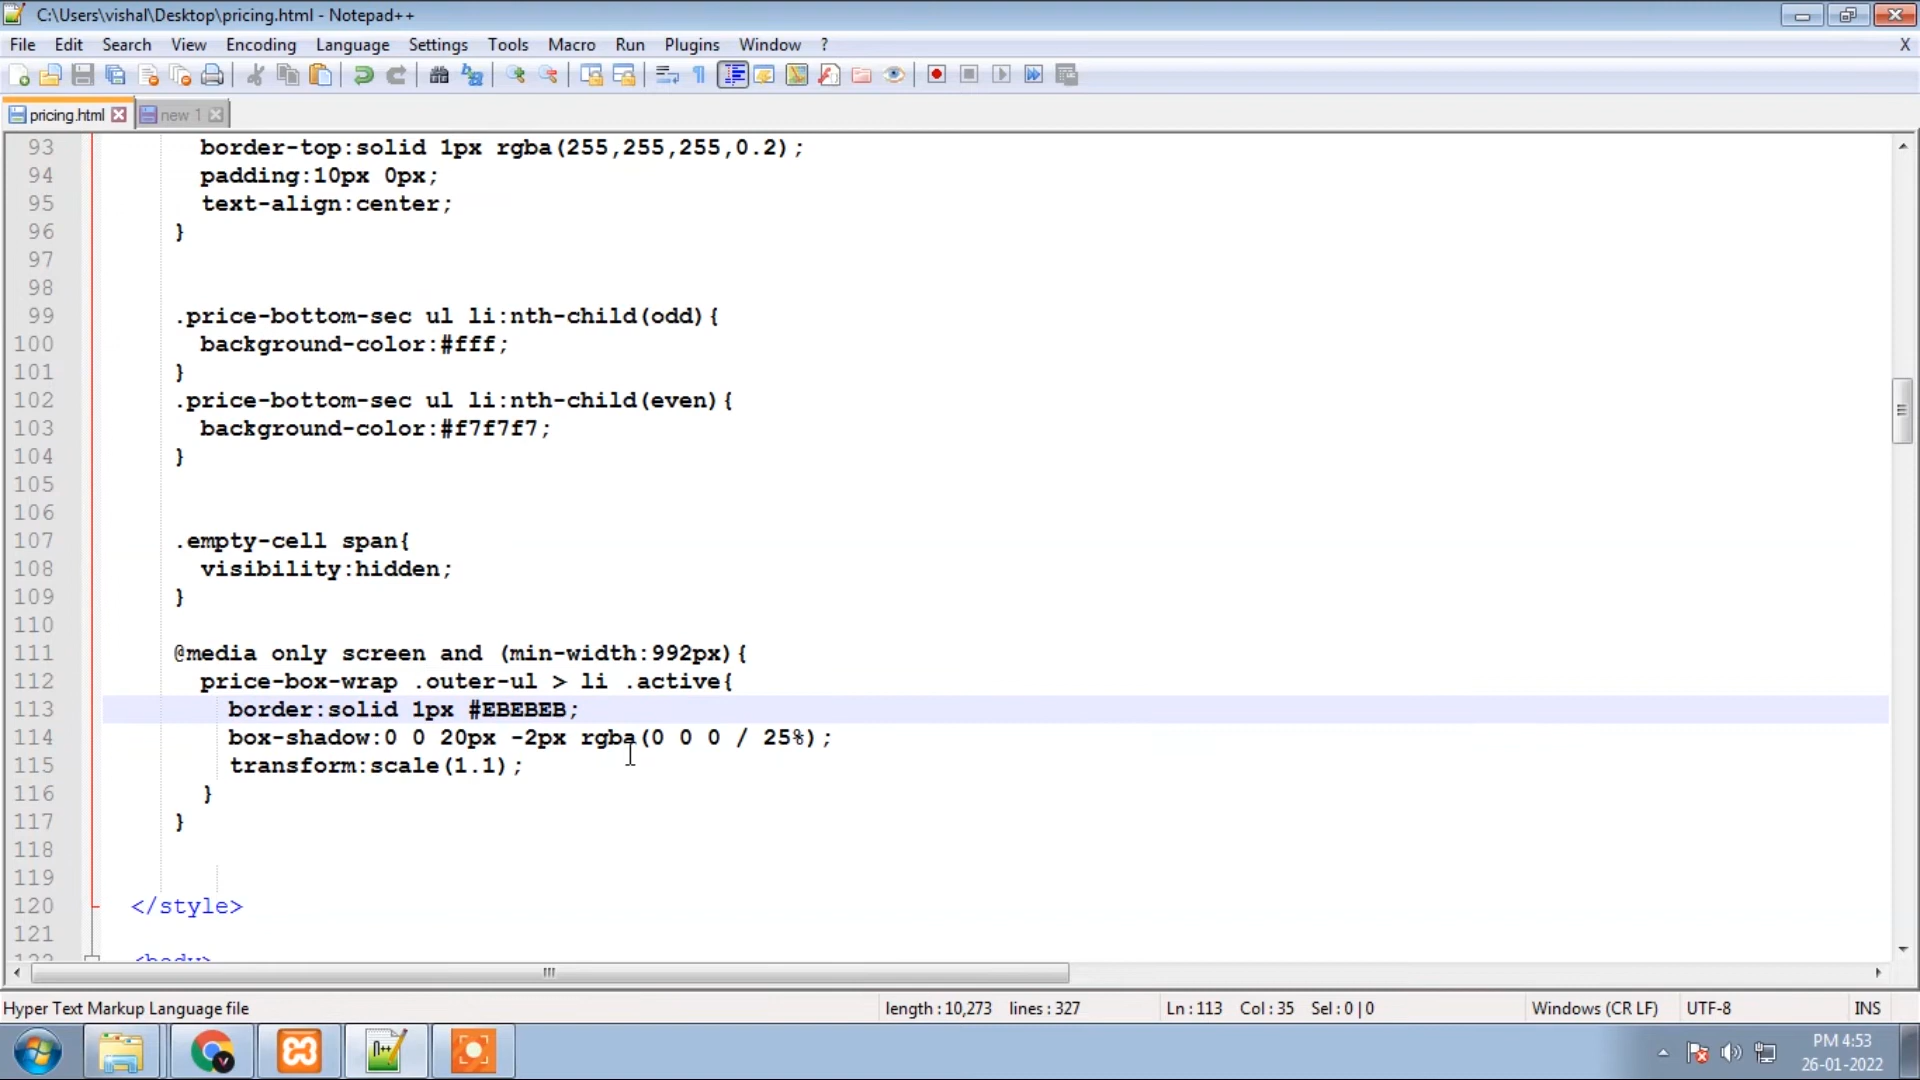 C:\Users\vishal\Desktop\pricing.html - Notepad++
File Edit Search View Encoding Language Settings Tools Macro Run Plugins Window ? X
pricing.html new 1
93 border-top:solid 1px rgba(255,255,255,0.2);
94 padding:10px 0px;
95 text-align:center;
96 }
97
98
99 .price-bottom-sec ul li:nth-child(odd){
100 background-color:#fff;
101 }
102 .price-bottom-sec ul li:nth-child(even){
103 background-color:#f7f7f7;
104 }
105
106
107 .empty-cell span{
108 visibility:hidden;
109 }
110
111 @media only screen and (min-width:992px){
112 price-box-wrap .outer-ul > li .active{
113 border:solid 1px #EBEBEB;
114 box-shadow:0 0 20px -2px rgba(0 0 0 / 25%);
115 transform:scale(1.1);
116 }
117 }
118
119
120 </style>
121
122 <body>
Hyper Text Markup Language file length : 10,273 lines : 327 Ln : 113 Col : 35 Sel : 0 | 0 Windows (CR LF) UTF-8 INS
PM 4:53
26-01-2022